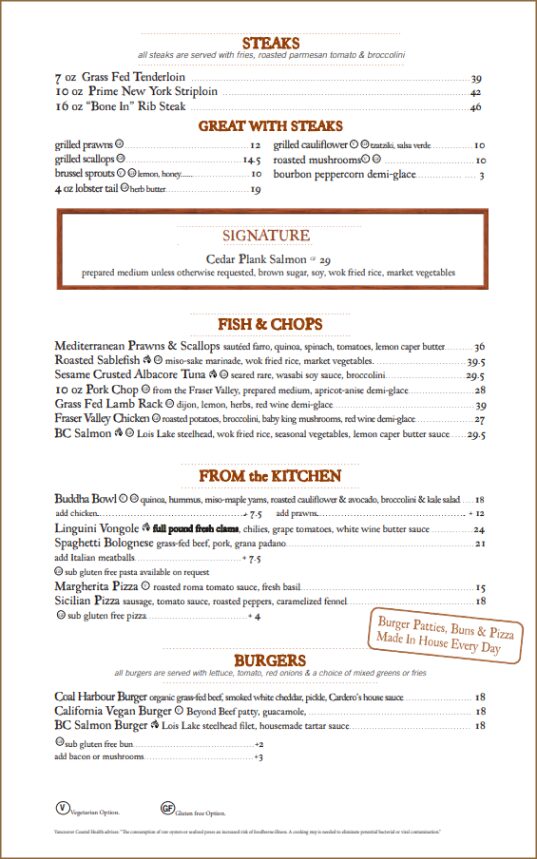 STEAKS
all steaks are served with fries, roasted parmesan tomato & broccolini
7 oz Grass Fed Tenderloin 39
10 oz Prime New York Striploin 42
16 oz “Bone In” Rib Steak 46
GREAT WITH STEAKS
grilled prawns GF 12
grilled scallops GF 14.5
brussel sprouts V GF lemon, honey 10
4 oz lobster tail GF herb butter 19
grilled cauliflower V GF tzatziki, salsa verde 10
roasted mushrooms V GF 10
bourbon peppercorn demi-glace 3
SIGNATURE
Cedar Plank Salmon GF 29
prepared medium unless otherwise requested, brown sugar, soy, wok fried rice, market vegetables
FISH & CHOPS
Mediterranean Prawns & Scallops sautéed farro, quinoa, spinach, tomatoes, lemon caper butter 36
Roasted Sablefish GF miso-sake marinade, wok fried rice, market vegetables. 39.5
Sesame Crusted Albacore Tuna GF seared rare, wasabi soy sauce, broccolini 29.5
10 oz Pork Chop GF from the Fraser Valley, prepared medium, apricot-anise demi-glace 28
Grass Fed Lamb Rack GF dijon, lemon, herbs, red wine demi-glace 39
Fraser Valley Chicken GF roasted potatoes, broccolini, baby king mushrooms, red wine demi-glace 27
BC Salmon GF Lois Lake steelhead, wok fried rice, seasonal vegetables, lemon caper butter sauce 29.5
FROM the KITCHEN
Buddha Bowl V GF quinoa, hummus, miso-maple yams, roasted cauliflower & avocado, broccolini & kale salad 18
add chicken + 7.5 add prawns + 12
Linguini Vongole full pound fresh clams, chilies, grape tomatoes, white wine butter sauce 24
Spaghetti Bolognese grass-fed beef, pork, grana padano 21
add Italian meatballs + 7.5
GF sub gluten free pasta available on request
Margherita Pizza V roasted roma tomato sauce, fresh basil 15
Sicilian Pizza sausage, tomato sauce, roasted peppers, caramelized fennel 18
GF sub gluten free pizza + 4
Burger Patties, Buns & Pizza
Made In House Every Day
BURGERS
all burgers are served with lettuce, tomato, red onions & a choice of mixed greens or fries
Coal Harbour Burger organic grass-fed beef, smoked white cheddar, pickle, Cardero's house sauce 18
California Vegan Burger V Beyond Beef patty, guacamole, 18
BC Salmon Burger Lois Lake steelhead filet, housemade tartar sauce 18
GF sub gluten free bun +2
add bacon or mushrooms +3
V Vegetarian Option. GF Gluten free Option.
Vancouver Coastal Health advises: "The consumption of raw oysters or seafood poses an increased risk of foodborne illness. A cooking step is needed to eliminate potential bacterial or viral contamination."